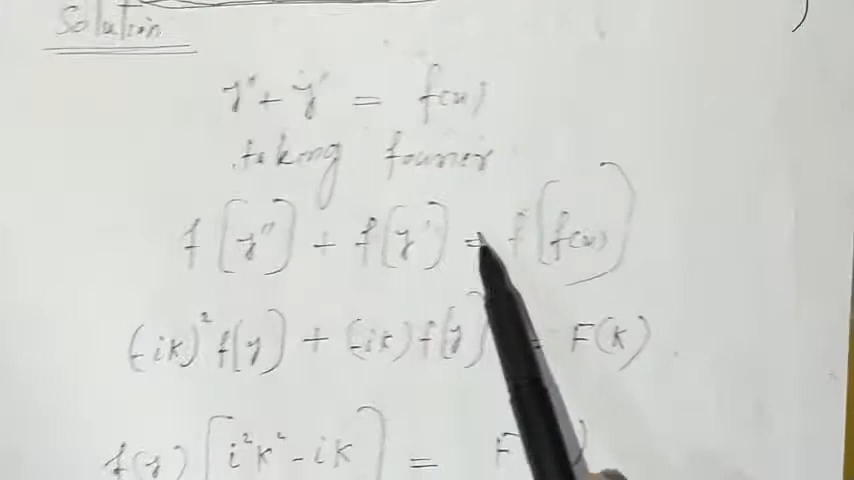 Solution
y'' + y' = f(x)
taking fourier
f[y''] + f[y'] = f[f(x)]
(-ik)² f[y] + (-ik) f[y] = F(k)
f(y) [i²k² - ik] = F